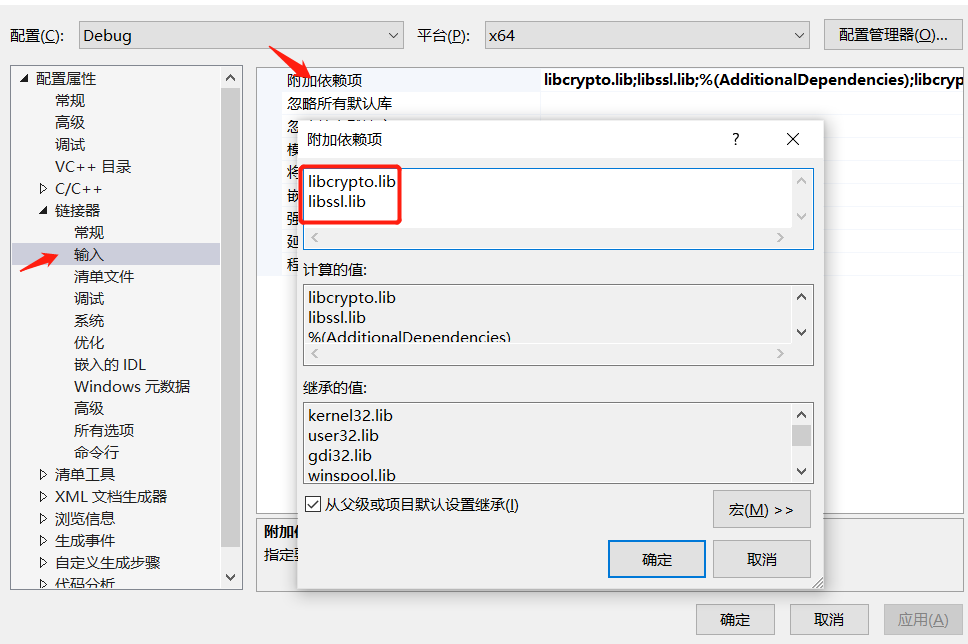 配置(C): Debug 平台(P): x64 配置管理器(O)...
配置属性
常规
高级
调试
VC++ 目录
C/C++
链接器
常规
输入
清单文件
调试
系统
优化
嵌入的 IDL
Windows 元数据
高级
所有选项
命令行
清单工具
XML 文档生成器
浏览信息
生成事件
自定义生成步骤
代码分析
附加依赖项 libcrypto.lib;libssl.lib;%(AdditionalDependencies);libcryp
忽略所有默认库
忽
模
将
嵌
强
延
程
附加依赖项 ?
libcrypto.lib
libssl.lib
计算的值:
libcrypto.lib
libssl.lib
%(AdditionalDependencies)
继承的值:
kernel32.lib
user32.lib
gdi32.lib
winspool.lib
从父级或项目默认设置继承(I)
宏(M) >>
确定 取消
附加
指定
确定 取消 应用(A)